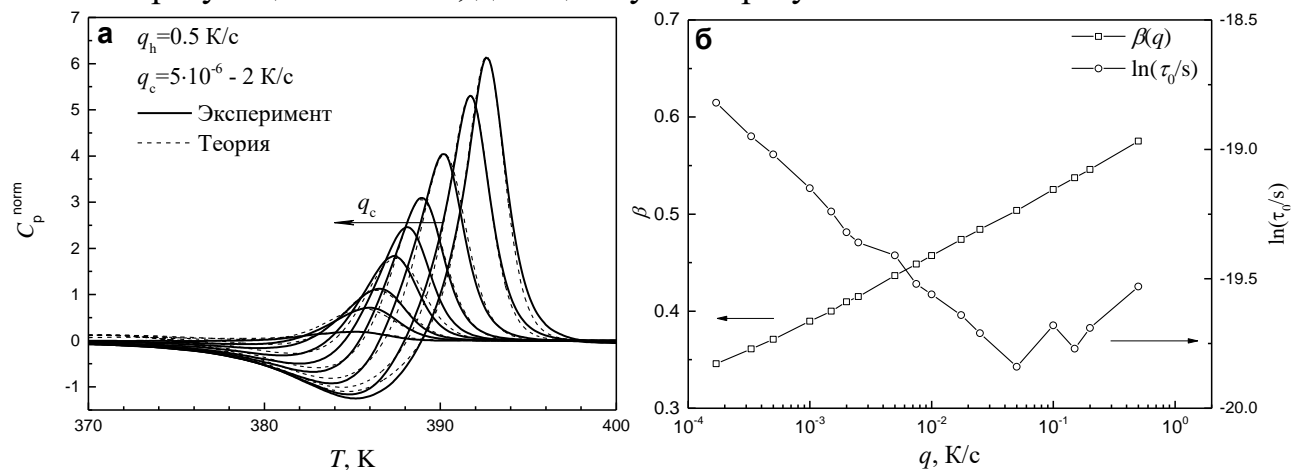 а
q_h=0.5 К/с
q_c=5·10^-6 - 2 К/с
Эксперимент
Теория
q_c
C_p^norm
7
6
5
4
3
2
1
0
-1
370
380
390
400
T, K
б
β(q)
ln(τ_0/s)
β
0.7
0.6
0.5
0.4
0.3
10^-4
10^-3
10^-2
10^-1
10^0
q, К/с
-18.5
-19.0
-19.5
-20.0
ln(τ_0/s)